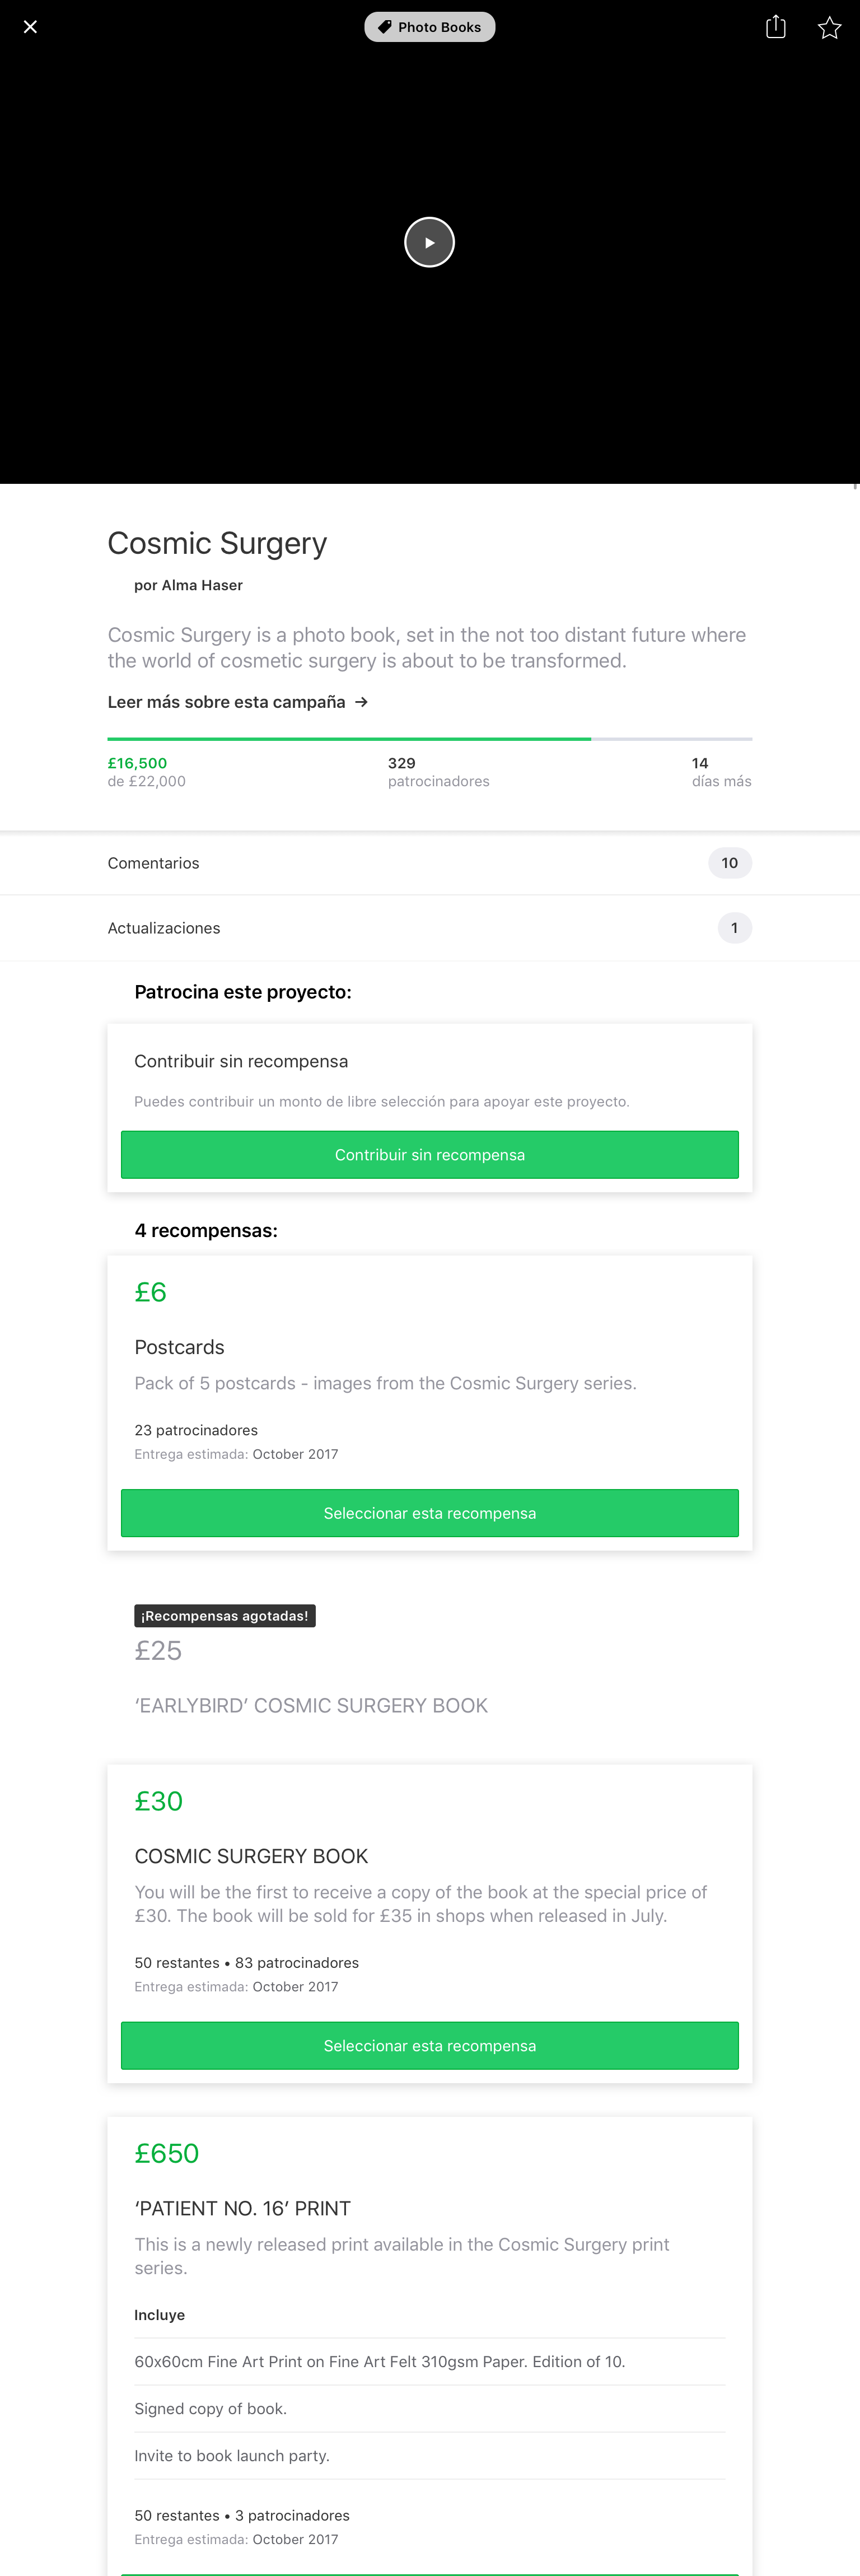 Photo Books
Cosmic Surgery
por Alma Haser
Cosmic Surgery is a photo book, set in the not too distant future where
the world of cosmetic surgery is about to be transformed.
Leer más sobre esta campaña →
£16,500
de £22,000
329
patrocinadores
14
días más
Comentarios
10
Actualizaciones
1
Patrocina este proyecto:
Contribuir sin recompensa
Puedes contribuir un monto de libre selección para apoyar este proyecto.
Contribuir sin recompensa
4 recompensas:
£6
Postcards
Pack of 5 postcards - images from the Cosmic Surgery series.
23 patrocinadores
Entrega estimada: October 2017
Seleccionar esta recompensa
¡Recompensas agotadas!
£25
‘EARLYBIRD’ COSMIC SURGERY BOOK
£30
COSMIC SURGERY BOOK
You will be the first to receive a copy of the book at the special price of
£30. The book will be sold for £35 in shops when released in July.
50 restantes • 83 patrocinadores
Entrega estimada: October 2017
Seleccionar esta recompensa
£650
‘PATIENT NO. 16’ PRINT
This is a newly released print available in the Cosmic Surgery print
series.
Incluye
60x60cm Fine Art Print on Fine Art Felt 310gsm Paper. Edition of 10.
Signed copy of book.
Invite to book launch party.
50 restantes • 3 patrocinadores
Entrega estimada: October 2017